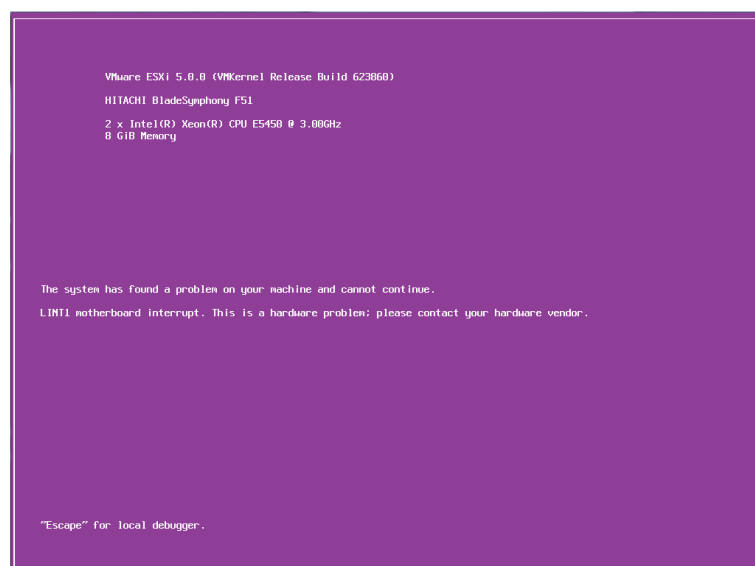 VMware ESXi 5.0.0 (VMKernel Release Build 623860)
HITACHI BladeSymphony F51
2 x Intel(R) Xeon(R) CPU E5450 @ 3.00GHz
8 GiB Memory
The system has found a problem on your machine and cannot continue.
LINT1 motherboard interrupt. This is a hardware problem; please contact your hardware vendor.
"Escape" for local debugger.